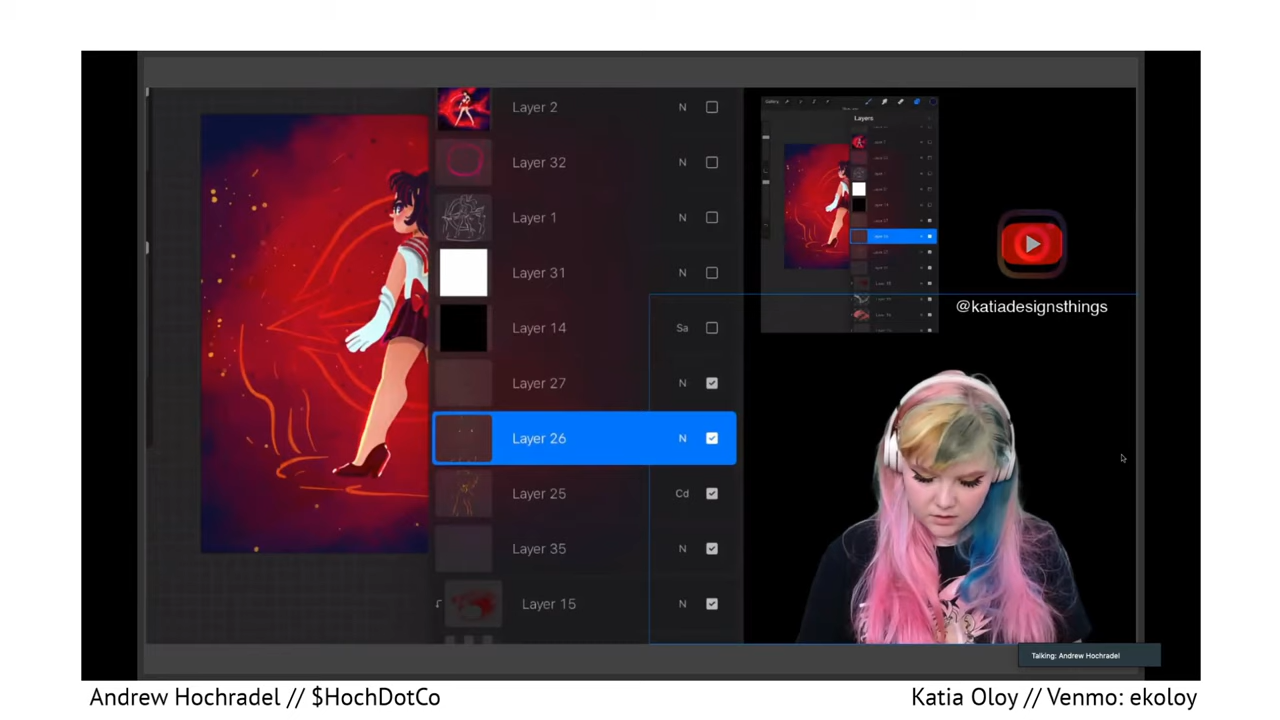 Layer 2 N
Layer 32 N
Layer 1 N
Layer 31 N
Layer 14 Sa
Layer 27 N
Layer 26 N
Layer 25 Cd
Layer 35 N
Layer 15 N
Gallery
Layers
@katiadesignsthings
Talking: Andrew Hochradel
Andrew Hochradel // $HochDotCo
Katia Oloy // Venmo: ekoloy